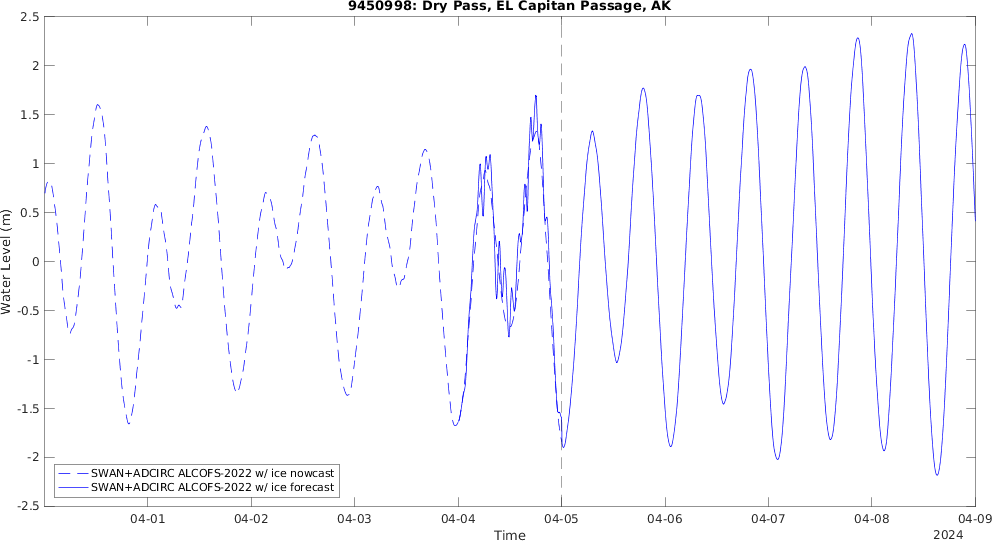 9450998: Dry Pass, EL Capitan Passage, AK
2.5
2
1.5
1
0.5
0
-0.5
-1
-1.5
-2
-2.5
Water Level (m)
SWAN+ADCIRC ALCOFS-2022 w/ ice nowcast
SWAN+ADCIRC ALCOFS-2022 w/ ice forecast
04-01 04-02 04-03 04-04 04-05 04-06 04-07 04-08 04-09
Time
2024